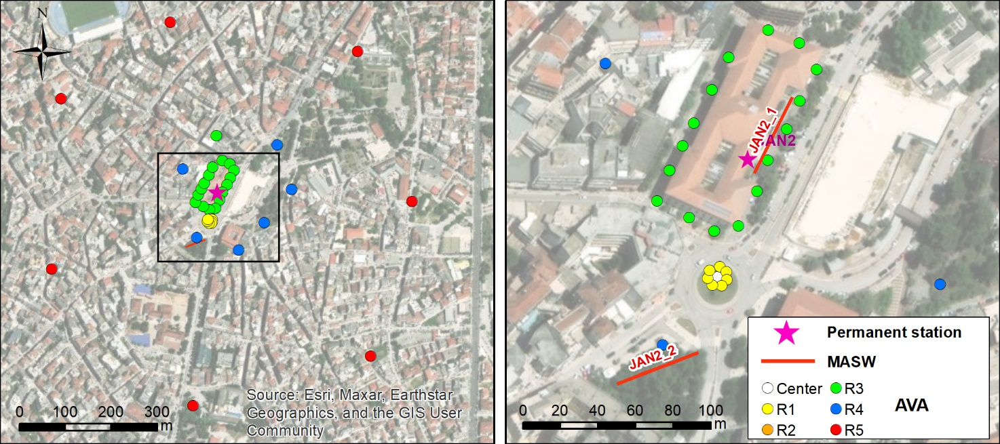 N
Source: Esri, Maxar, Earthstar
Geographics, and the GIS User
Community
0 100 200 300
m
JAN2_1
JAN2
JAN2_2
0 20 40 60 80 100
m
Permanent station
MASW
Center R3
R1 R4 AVA
R2 R5